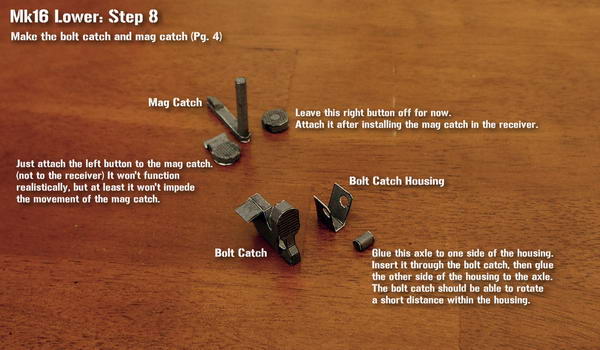 Mk16 Lower: Step 8
Make the bolt catch and mag catch (Pg. 4)
Mag Catch
Leave this right button off for now.
Attach it after installing the mag catch in the receiver.
Just attach the left button to the mag catch.
(not to the receiver) It won't function
realistically, but at least it won't impede
the movement of the mag catch.
Bolt Catch Housing
Bolt Catch
Glue this axle to one side of the housing.
Insert it through the bolt catch, then glue
the other side of the housing to the axle.
The bolt catch should be able to rotate
a short distance within the housing.